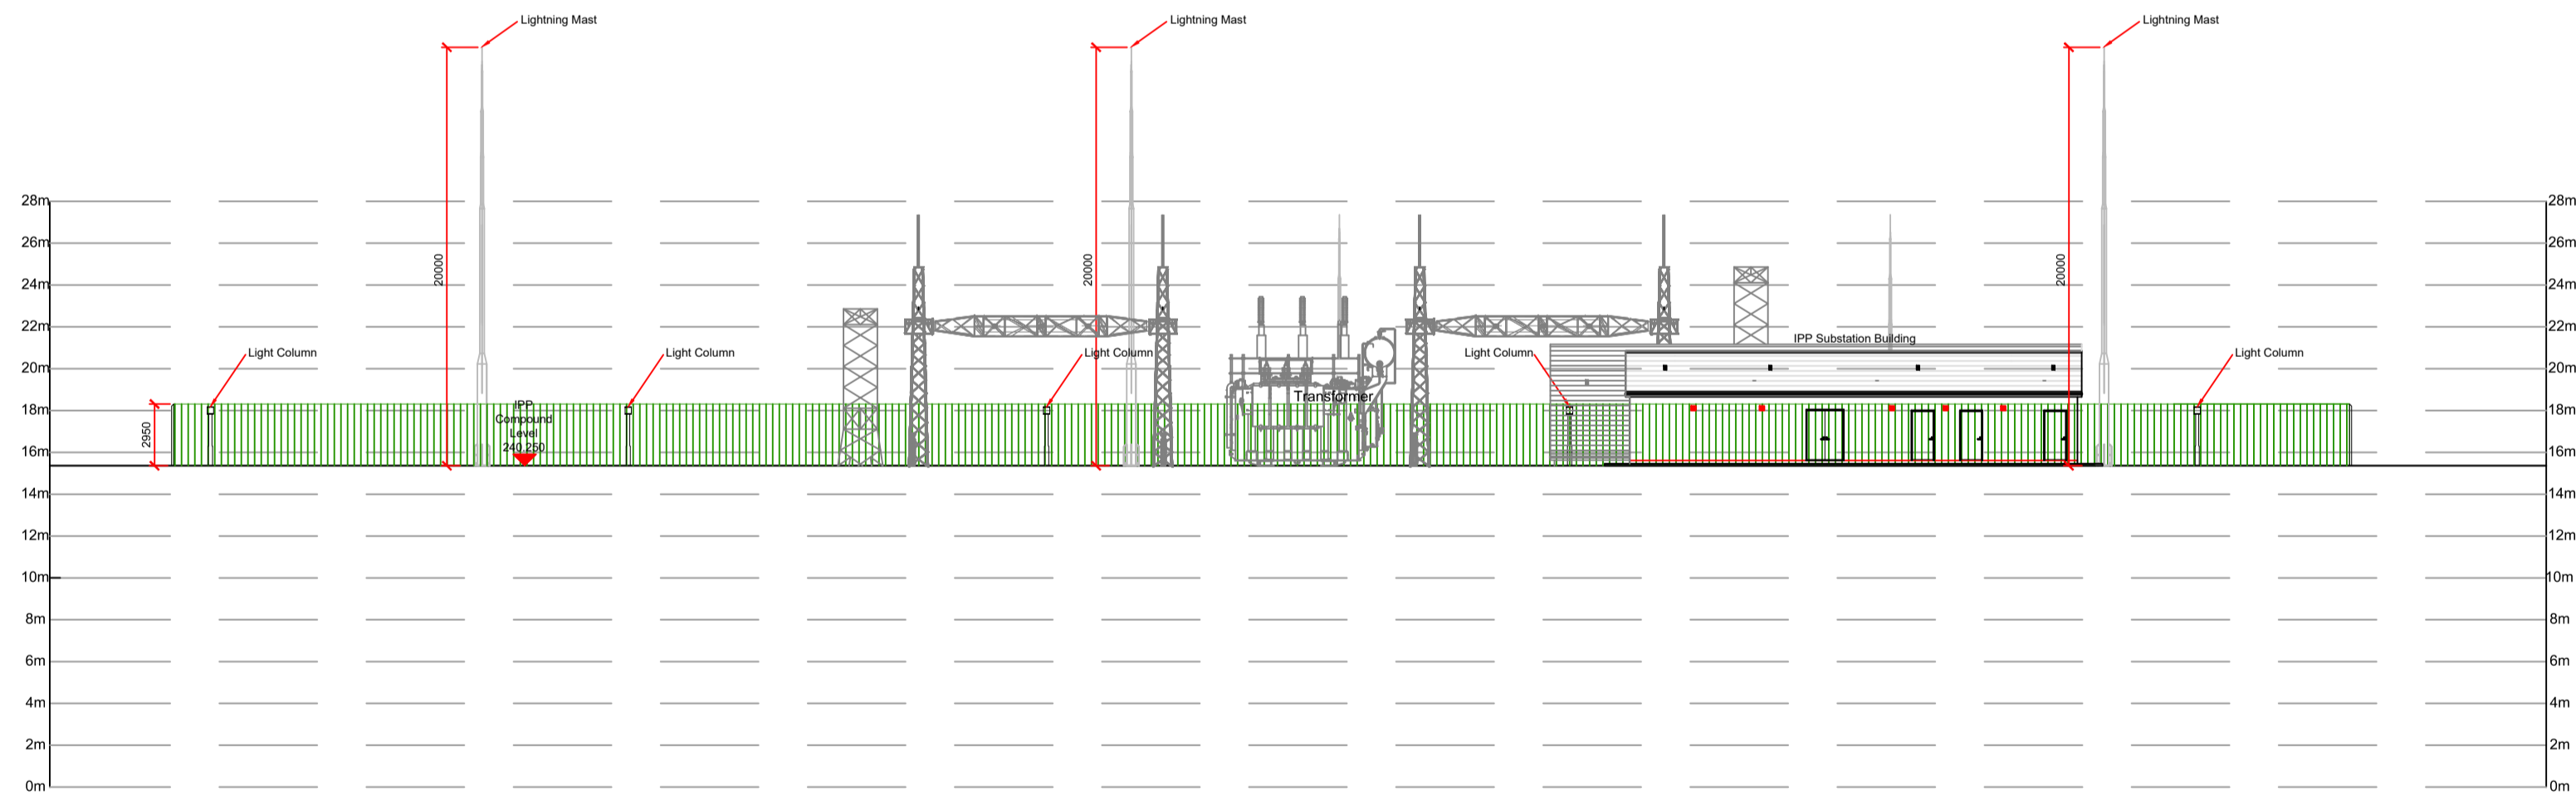 Lightning Mast
Lightning Mast
Lightning Mast
28m
28m
26m
26m
24m
24m
20000
20000
20000
22m
22m
IPP Substation Building
Light Column
Light Column
Light Column
Light Column
Light Column
20m
20m
Transformer
18m
18m
IPP
Compound
Level
240.250
2950
16m
16m
14m
14m
12m
12m
10m
10m
8m
8m
6m
6m
4m
4m
2m
2m
0m
0m